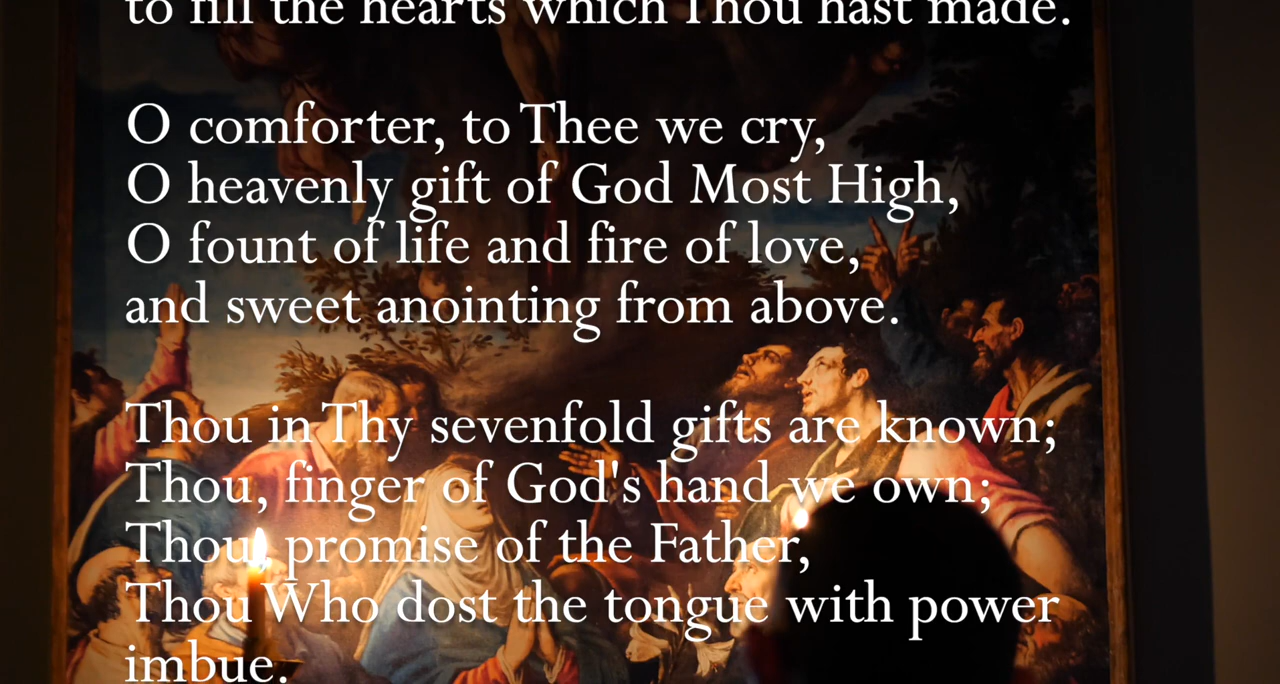 to fill the hearts which Thou hast made.
O comforter, to Thee we cry,
O heavenly gift of God Most High,
O fount of life and fire of love,
and sweet anointing from above.
Thou in Thy sevenfold gifts are known;
Thou, finger of God's hand we own;
Thou, promise of the Father,
Thou Who dost the tongue with power
imbue.